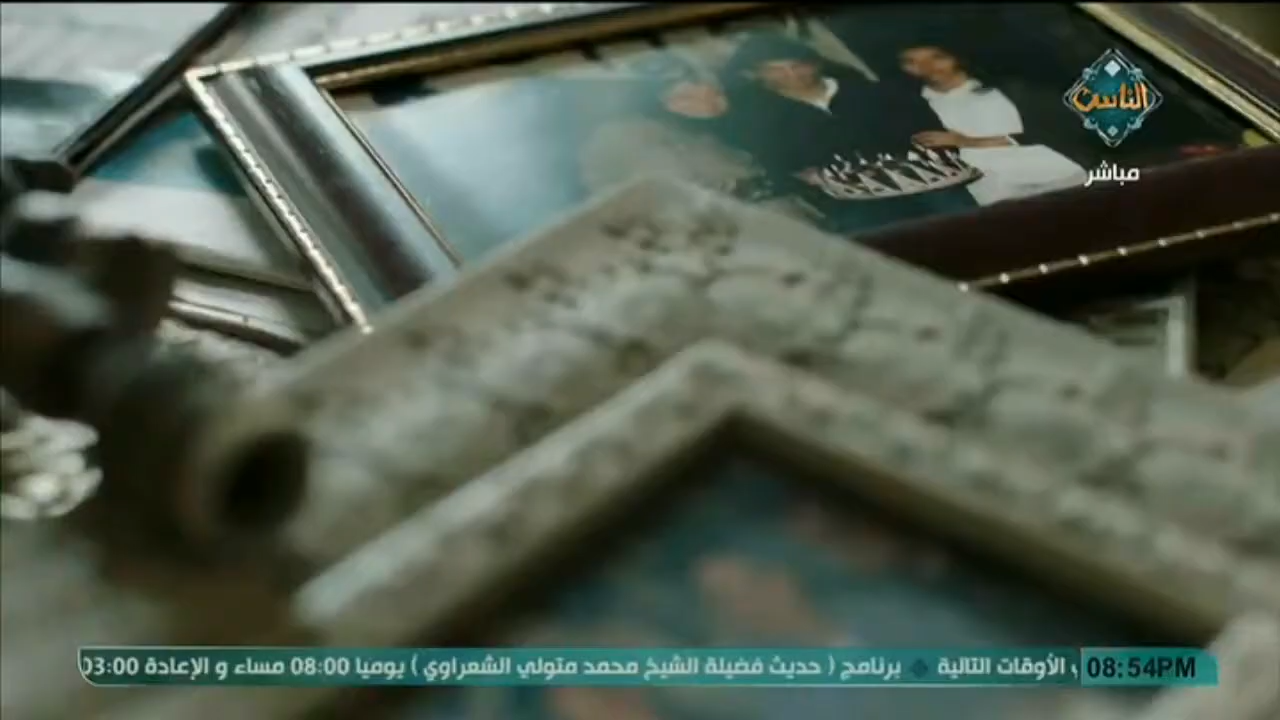 الناس
مباشر
الأوقات التالية ◆ برنامج ( حديث فضيلة الشيخ محمد متولي الشعراوي ) يوميا 08:00 مساء و الإعادة 03:00
08:54PM